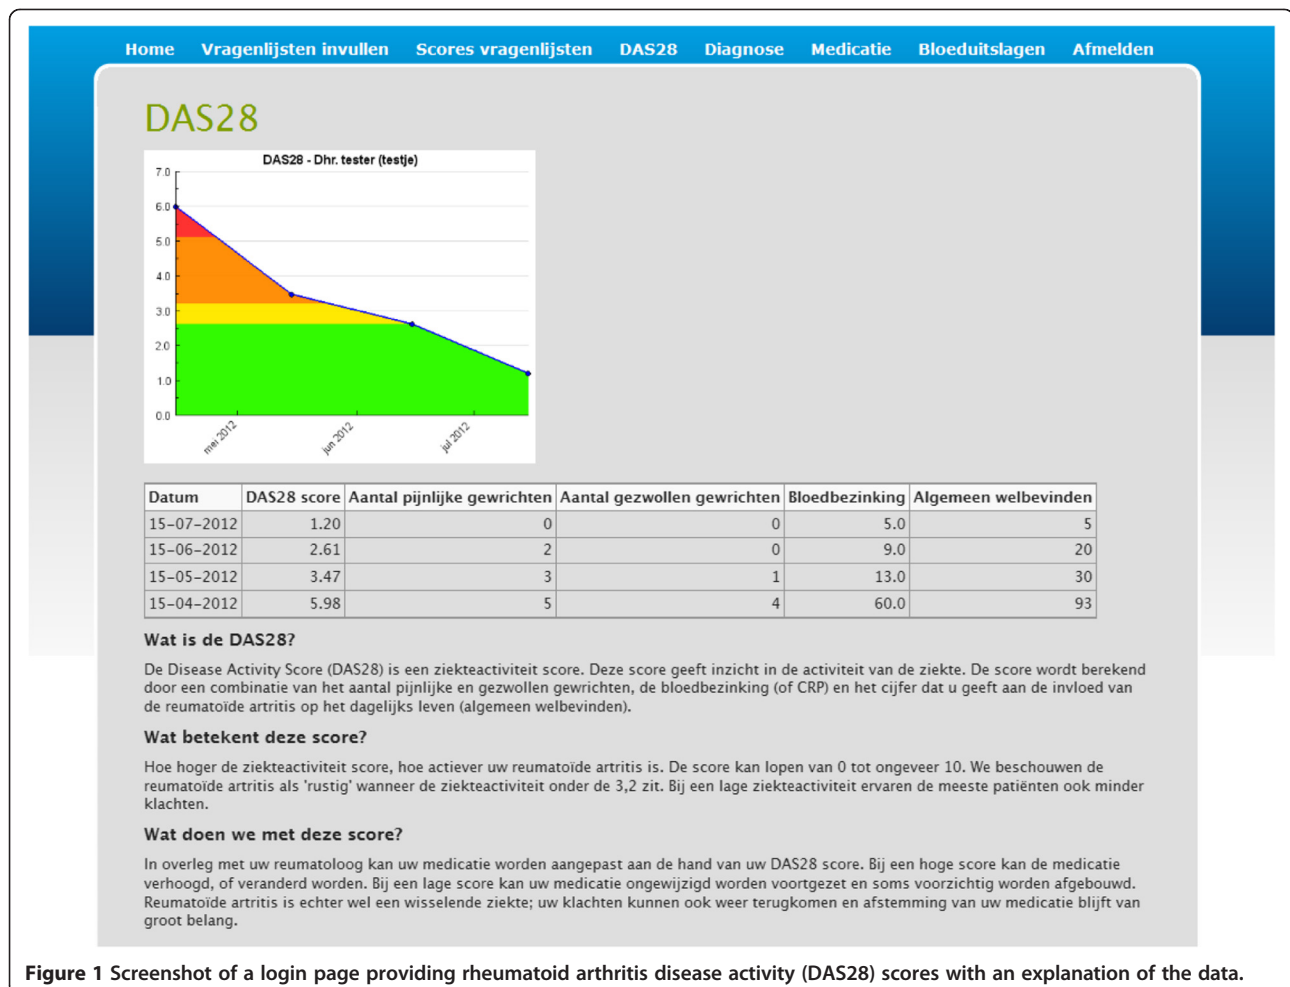 Home Vragenlijsten invullen Scores vragenlijsten DAS28 Diagnose Medicatie Bloeduitslagen Afmelden
DAS28
DAS28 - Dhr. tester (testje)
7.0
6.0
5.0
4.0
3.0
2.0
1.0
0.0
mei 2012 jun 2012 jul 2012
Datum DAS28 score Aantal pijnlijke gewrichten Aantal gezwollen gewrichten Bloedbezinking Algemeen welbevinden
15-07-2012 1.20 0 0 5.0 5
15-06-2012 2.61 2 0 9.0 20
15-05-2012 3.47 3 1 13.0 30
15-04-2012 5.98 5 4 60.0 93
Wat is de DAS28?
De Disease Activity Score (DAS28) is een ziekteactiviteit score. Deze score geeft inzicht in de activiteit van de ziekte. De score wordt berekend
door een combinatie van het aantal pijnlijke en gezwollen gewrichten, de bloedbezinking (of CRP) en het cijfer dat u geeft aan de invloed van
de reumatoïde artritis op het dagelijks leven (algemeen welbevinden).
Wat betekent deze score?
Hoe hoger de ziekteactiviteit score, hoe actiever uw reumatoïde artritis is. De score kan lopen van 0 tot ongeveer 10. We beschouwen de
reumatoïde artritis als 'rustig' wanneer de ziekteactiviteit onder de 3,2 zit. Bij een lage ziekteactiviteit ervaren de meeste patiënten ook minder
klachten.
Wat doen we met deze score?
In overleg met uw reumatoloog kan uw medicatie worden aangepast aan de hand van uw DAS28 score. Bij een hoge score kan de medicatie
verhoogd, of veranderd worden. Bij een lage score kan uw medicatie ongewijzigd worden voortgezet en soms voorzichtig worden afgebouwd.
Reumatoïde artritis is echter wel een wisselende ziekte; uw klachten kunnen ook weer terugkomen en afstemming van uw medicatie blijft van
groot belang.
Figure 1 Screenshot of a login page providing rheumatoid arthritis disease activity (DAS28) scores with an explanation of the data.